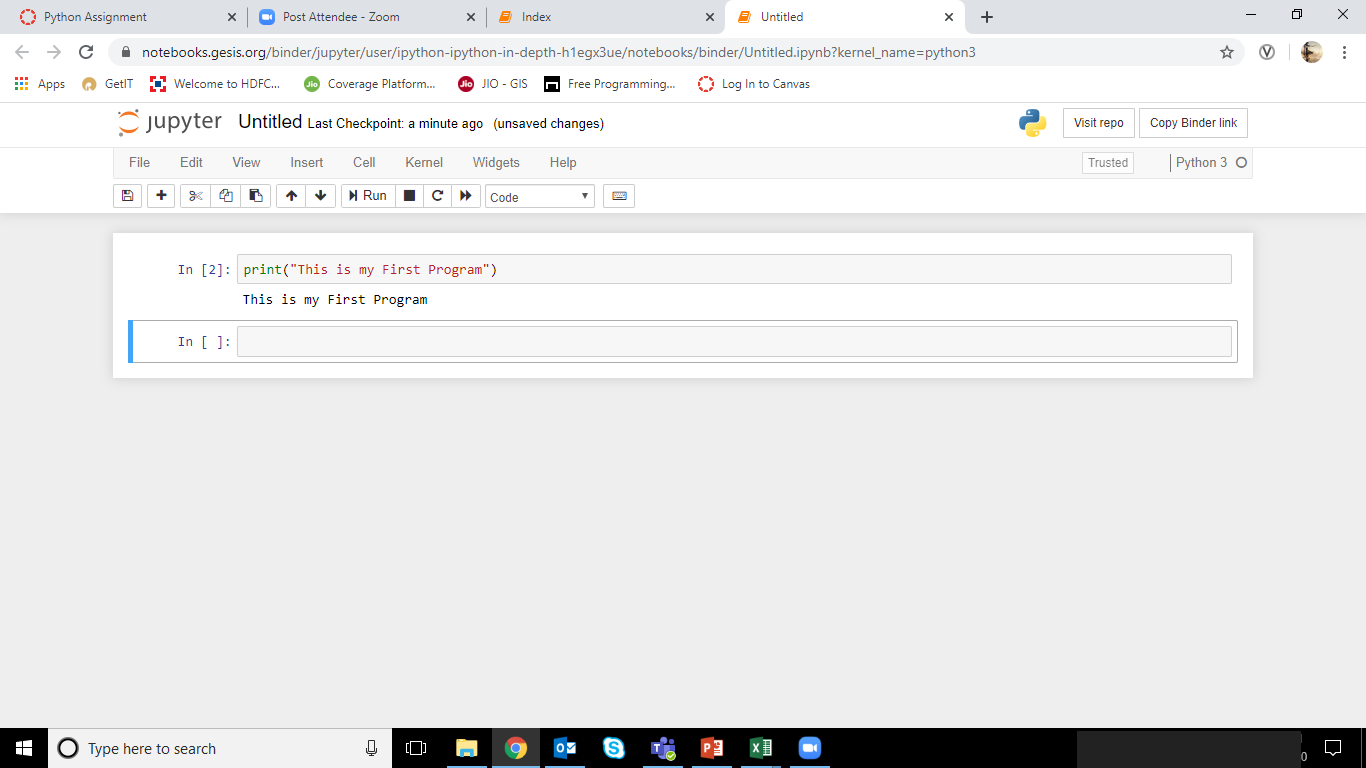 Python Assignment
Post Attendee - Zoom
Index
Untitled
notebooks.gesis.org/binder/jupyter/user/ipython-ipython-in-depth-h1egx3ue/notebooks/binder/Untitled.ipynb?kernel_name=python3
Apps GetIT Welcome to HDFC... Jio Coverage Platform... Jio JIO - GIS Free Programming... Log In to Canvas
jupyter Untitled Last Checkpoint: a minute ago (unsaved changes) Visit repo Copy Binder link
File Edit View Insert Cell Kernel Widgets Help Trusted Python 3
Run Code
In [2]: print("This is my First Program")
This is my First Program
In [ ]:
Type here to search
0